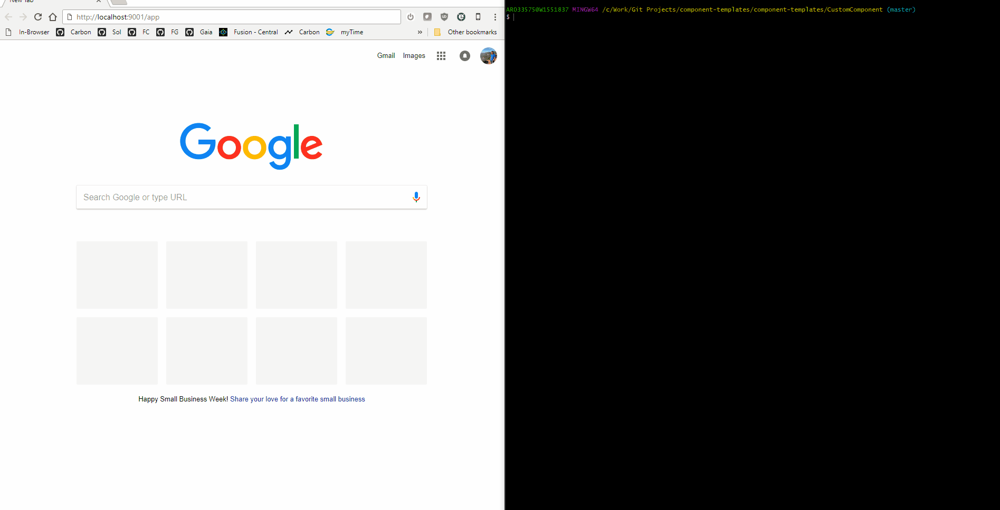 New Tab
http://localhost:9001/app
In-Browser Carbon Sol FC FG Gaia Fusion - Central Carbon myTime » Other bookmarks
Gmail Images
Google
Search Google or type URL
Happy Small Business Week! Share your love for a favorite small business
ARO33575@W1551837 MINGW64 /c/Work/Git Projects/component-templates/component-templates/CustomComponent (master)
$